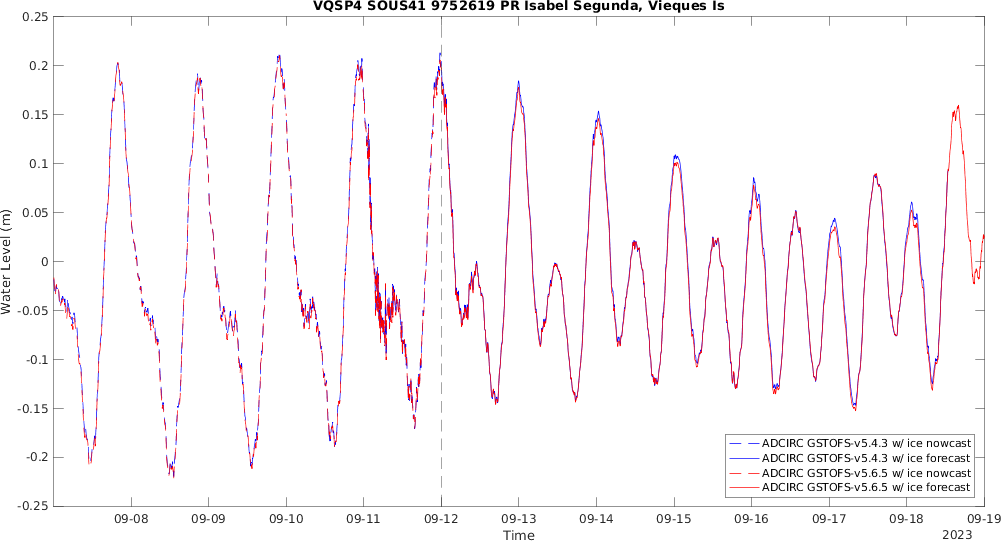 VQSP4 SOUS41 9752619 PR Isabel Segunda, Vieques Is
Water Level (m)
0.25
0.2
0.15
0.1
0.05
0
-0.05
-0.1
-0.15
-0.2
-0.25
ADCIRC GSTOFS-v5.4.3 w/ ice nowcast
ADCIRC GSTOFS-v5.4.3 w/ ice forecast
ADCIRC GSTOFS-v5.6.5 w/ ice nowcast
ADCIRC GSTOFS-v5.6.5 w/ ice forecast
09-08 09-09 09-10 09-11 09-12 09-13 09-14 09-15 09-16 09-17 09-18 09-19
Time
2023